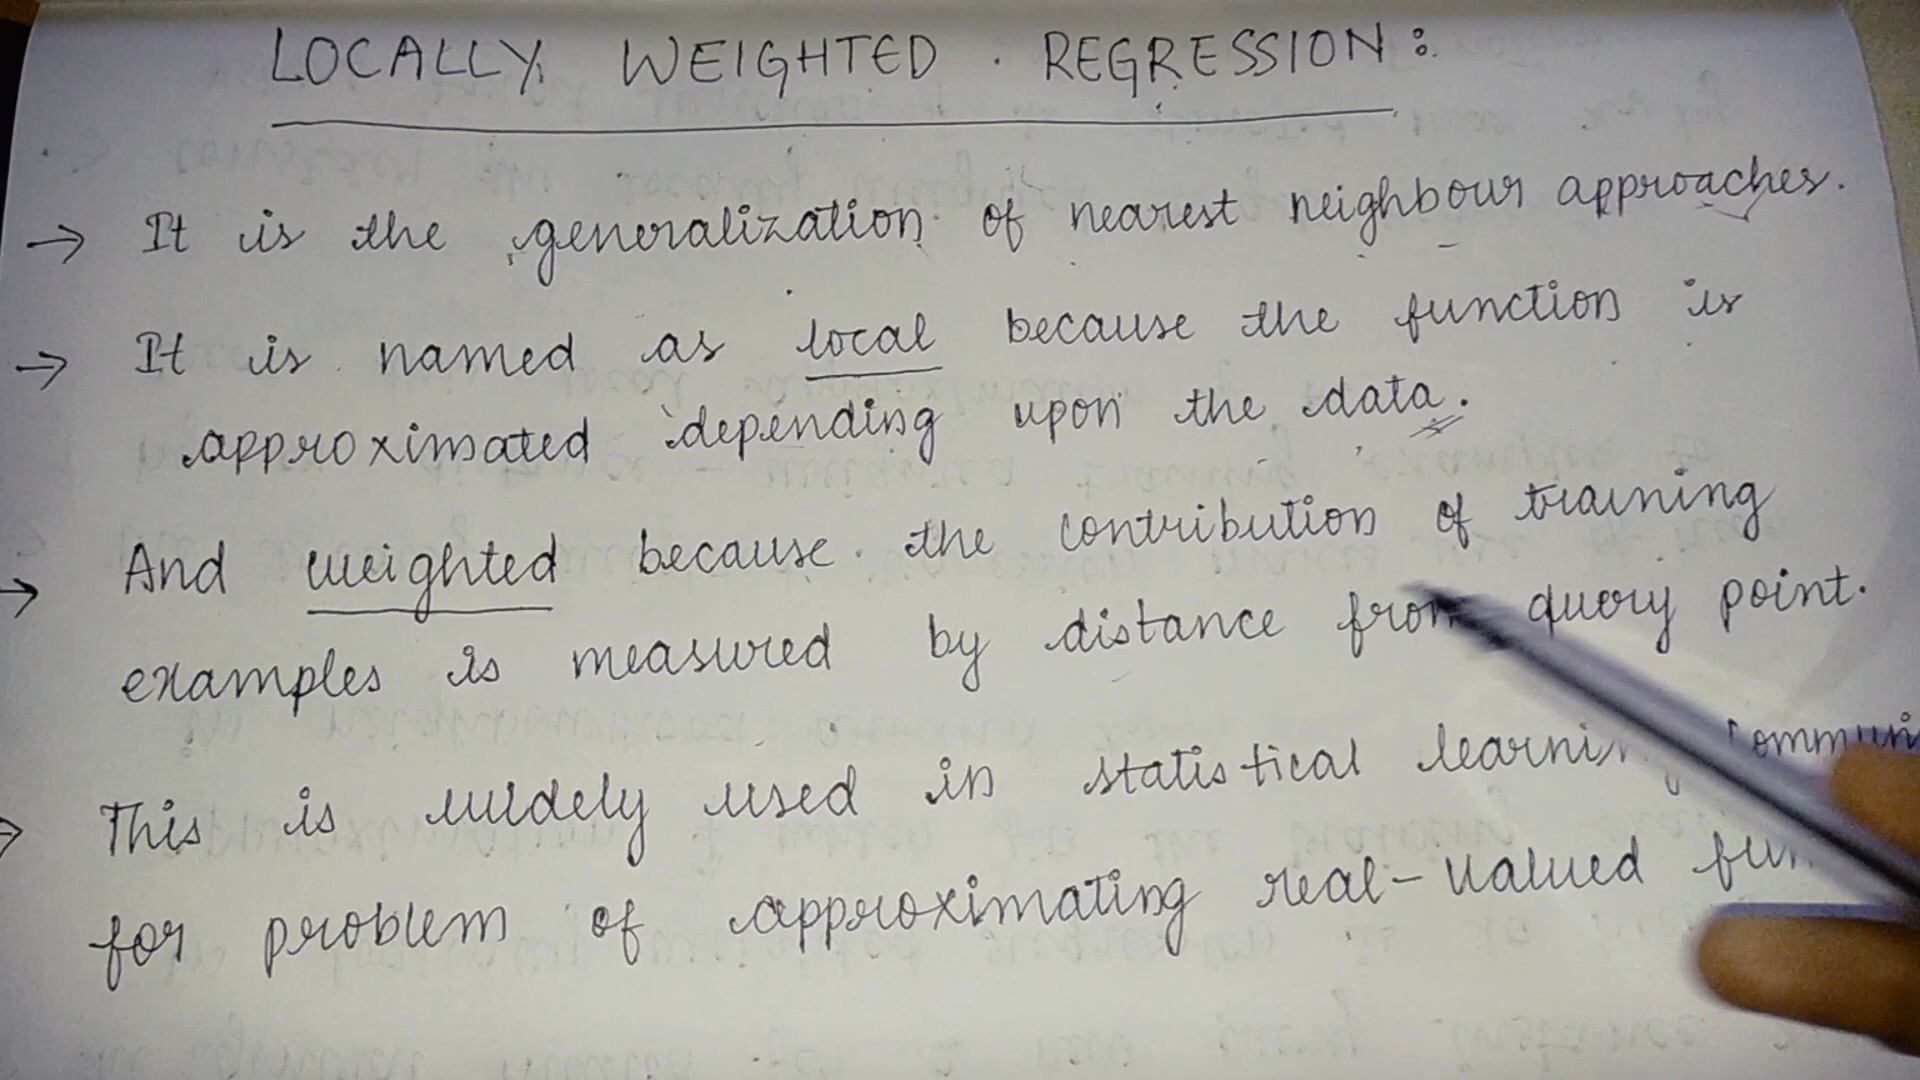 LOCALLY WEIGHTED REGRESSION:
→ It is the generalization of nearest neighbour approaches.
→ It is named as local because the function is
approximated depending upon the data.
→ And weighted because the contribution of training
examples is measured by distance from query point.
→ This is widely used in statistical
for problem of approximating real-valued